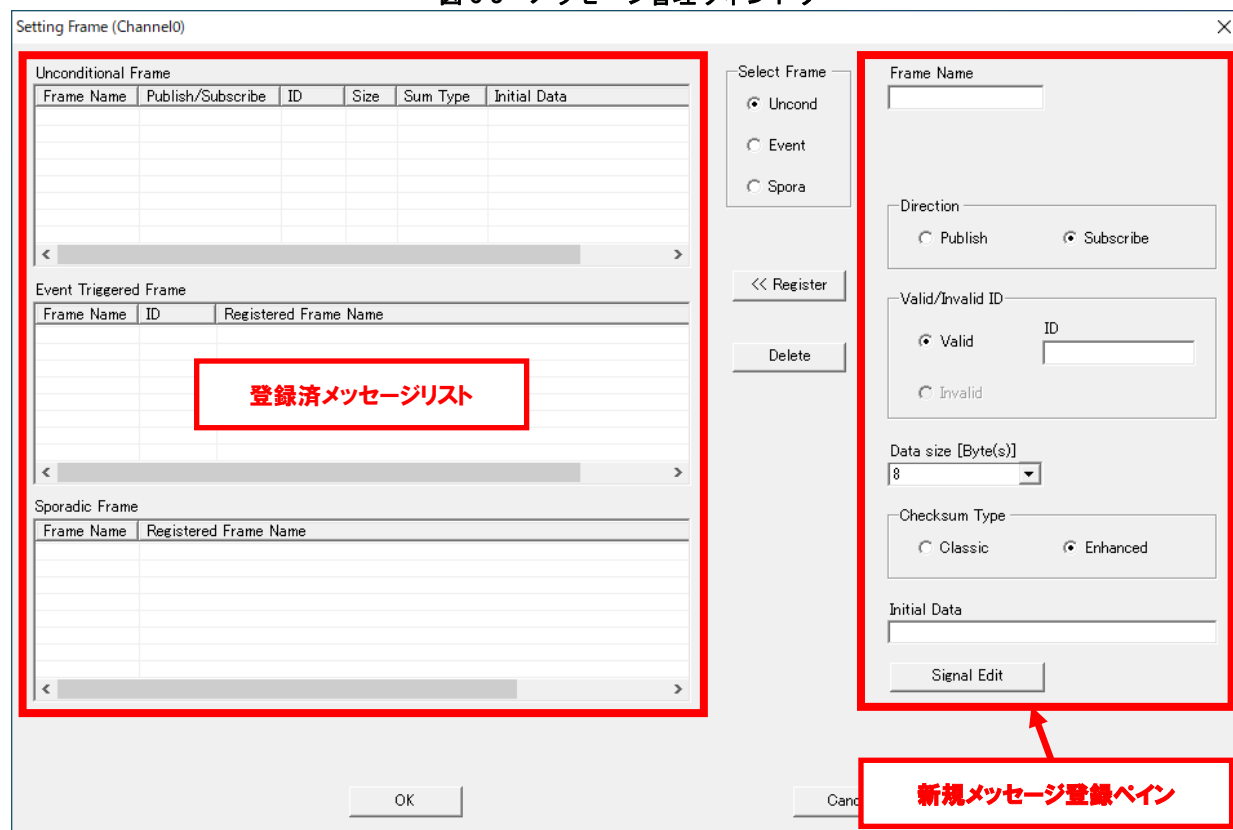 Setting Frame (Channel0)
Unconditional Frame
Frame Name Publish/Subscribe ID Size Sum Type Initial Data
Event Triggered Frame
Frame Name ID Registered Frame Name
登録済メッセージリスト
Sporadic Frame
Frame Name Registered Frame Name
Select Frame
Uncond
Event
Spora
<< Register
Delete
Frame Name
Direction
Publish Subscribe
Valid/Invalid ID
Valid ID
Invalid
Data size [Byte(s)]
8
Checksum Type
Classic Enhanced
Initial Data
Signal Edit
新規メッセージ登録ペイン
OK